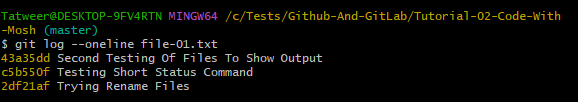 Tatweer@DESKTOP-9FV4RTN MINGW64 /c/Tests/Github-And-GitLab/Tutorial-02-Code-With
-Mosh (master)
$ git log --oneline file-01.txt
43a35dd Second Testing Of Files To Show Output
c5b550f Testing Short Status Command
2df21af Trying Rename Files